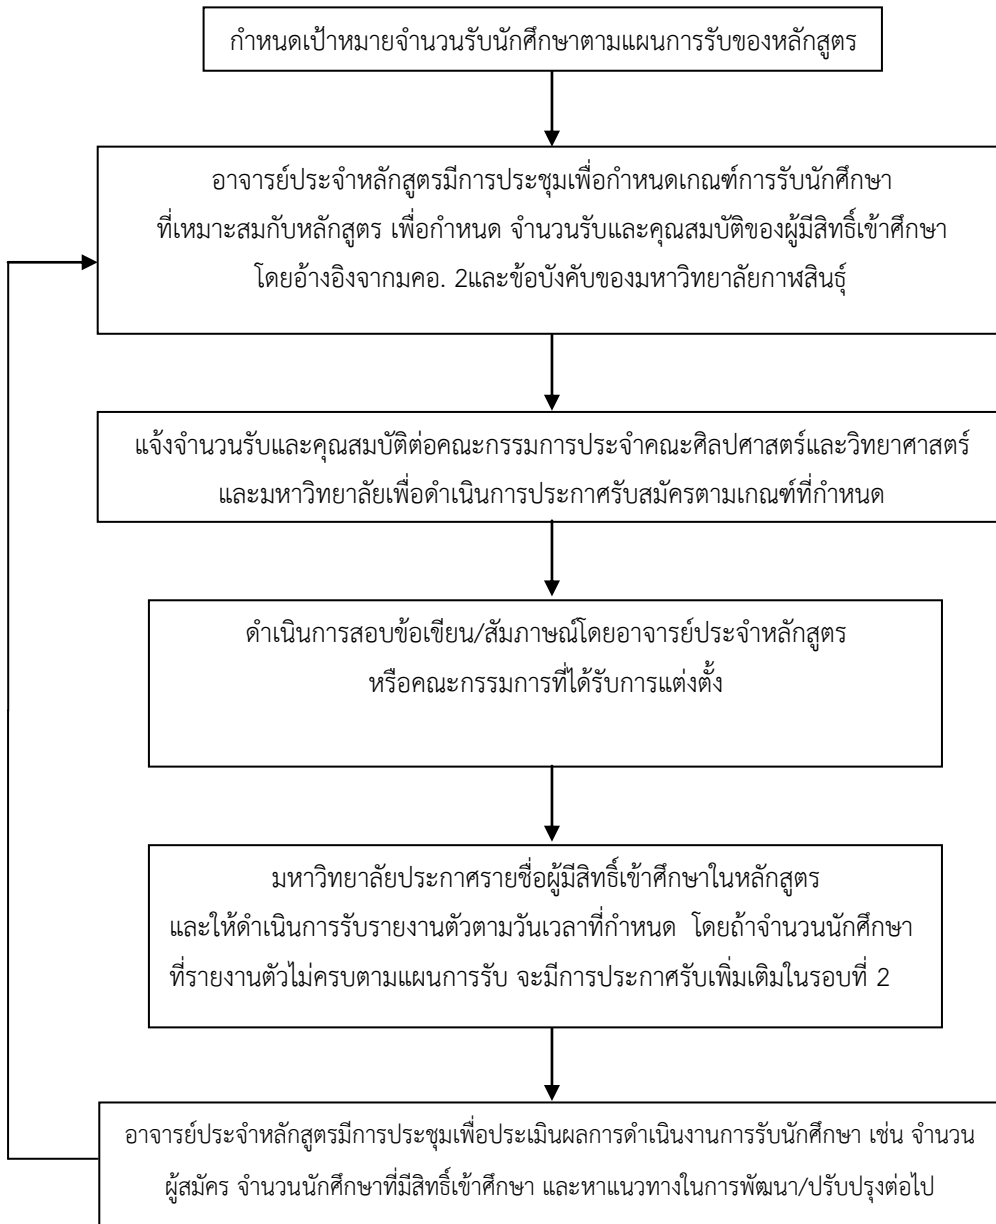 กำหนดเป้าหมายจำนวนรับนักศึกษาตามแผนการรับของหลักสูตร
อาจารย์ประจำหลักสูตรมีการประชุมเพื่อกำหนดเกณฑ์การรับนักศึกษา
ที่เหมาะสมกับหลักสูตร เพื่อกำหนด จำนวนรับและคุณสมบัติของผู้มีสิทธิ์เข้าศึกษา
โดยอ้างอิงจากมคอ. 2และข้อบังคับของมหาวิทยาลัยกาฬสินธุ์
แจ้งจำนวนรับและคุณสมบัติต่อคณะกรรมการประจำคณะศิลปศาสตร์และวิทยาศาสตร์
และมหาวิทยาลัยเพื่อดำเนินการประกาศรับสมัครตามเกณฑ์ที่กำหนด
ดำเนินการสอบข้อเขียน/สัมภาษณ์โดยอาจารย์ประจำหลักสูตร
หรือคณะกรรมการที่ได้รับการแต่งตั้ง
มหาวิทยาลัยประกาศรายชื่อผู้มีสิทธิ์เข้าศึกษาในหลักสูตร
และให้ดำเนินการรับรายงานตัวตามวันเวลาที่กำหนด โดยถ้าจำนวนนักศึกษา
ที่รายงานตัวไม่ครบตามแผนการรับ จะมีการประกาศรับเพิ่มเติมในรอบที่ 2
อาจารย์ประจำหลักสูตรมีการประชุมเพื่อประเมินผลการดำเนินงานการรับนักศึกษา เช่น จำนวน
ผู้สมัคร จำนวนนักศึกษาที่มีสิทธิ์เข้าศึกษา และหาแนวทางในการพัฒนา/ปรับปรุงต่อไป